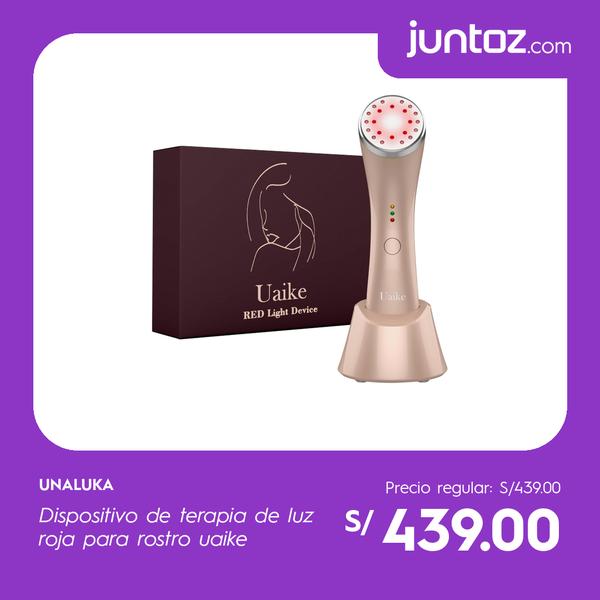 juntoz.com
Uaike
RED Light Device
Uaike
UNALUKA
Dispositivo de terapia de luz
roja para rostro uaike
Precio regular: S/439.00
S/ 439.00